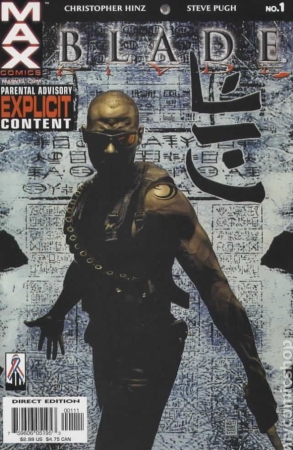 CHRISTOPHER HINZ STEVE PUGH NO.1
MAX
COMICS
BLADE
PARENTAL ADVISORY
EXPLICIT
CONTENT
DIRECT EDITION
00111
$2.99 US $4.75 CAN